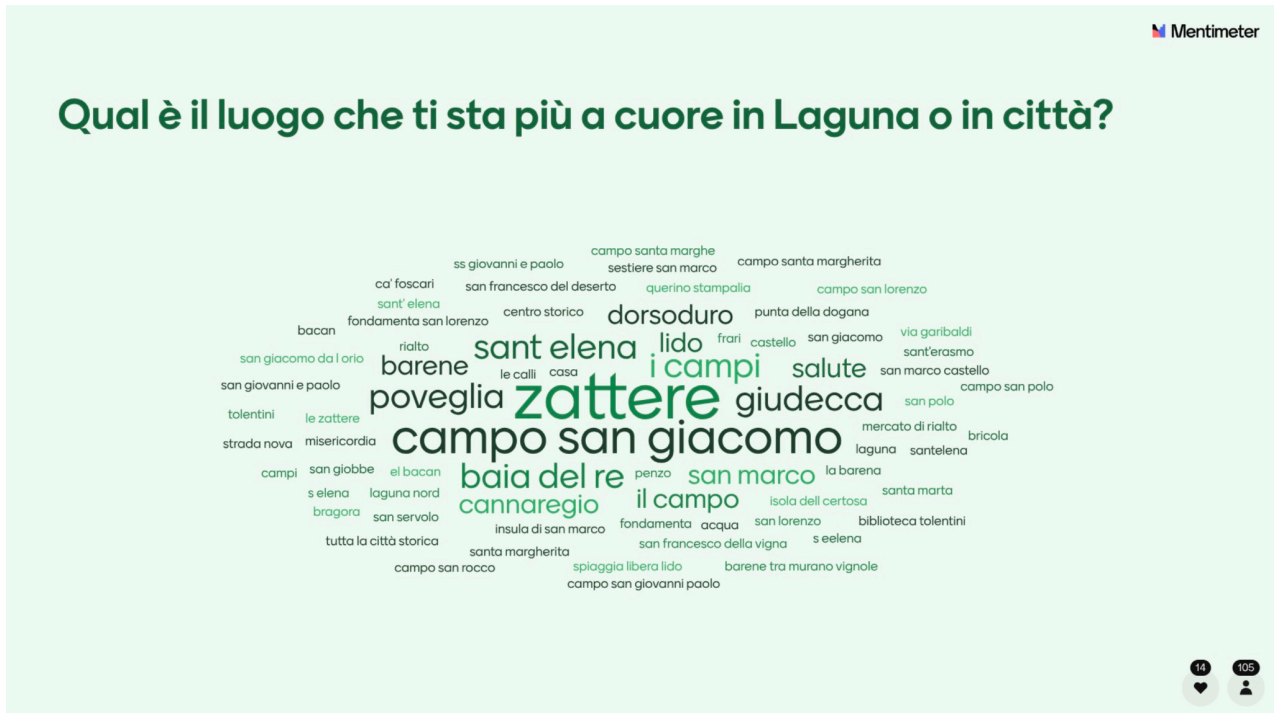 Mentimeter
Qual è il luogo che ti sta più a cuore in Laguna o in città?
campo santa marghe
ss giovanni e paolo
sestiere san marco
campo santa margherita
ca' foscari
san francesco del deserto
querino stampalia
campo san lorenzo
sant' elena
fondamenta san lorenzo
centro storico
dorsoduro
punta della dogana
bacan
rialto
sant elena
lido
frari
castello
san giacomo
via garibaldi
san giacomo da l orio
barene
le calli
casa
i campi
salute
sant'erasmo
san marco castello
san giovanni e paolo
poveglia
zattere
giudecca
san polo
campo san polo
tolentini
le zattere
strada nova
misericordia
campo san giacomo
mercato di rialto
bricola
laguna
santelena
campi
san giobbe
el bacan
baia del re
penzo
san marco
la barena
s elena
laguna nord
cannaregio
il campo
isola dell certosa
santa marta
bragora
san servolo
insula di san marco
fondamenta
acqua
san lorenzo
biblioteca tolentini
tutta la città storica
santa margherita
san francesco della vigna
s eelena
campo san rocco
spiaggia libera lido
barene tra murano vignole
campo san giovanni paolo
14
105